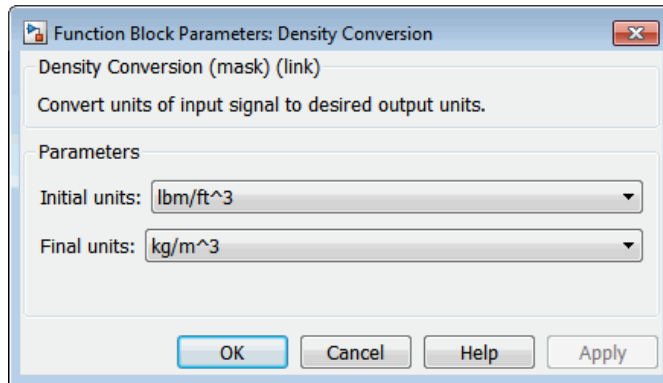 Function Block Parameters: Density Conversion
Density Conversion (mask) (link)
Convert units of input signal to desired output units.
Parameters
Initial units: lbm/ft^3
Final units: kg/m^3
OK Cancel Help Apply